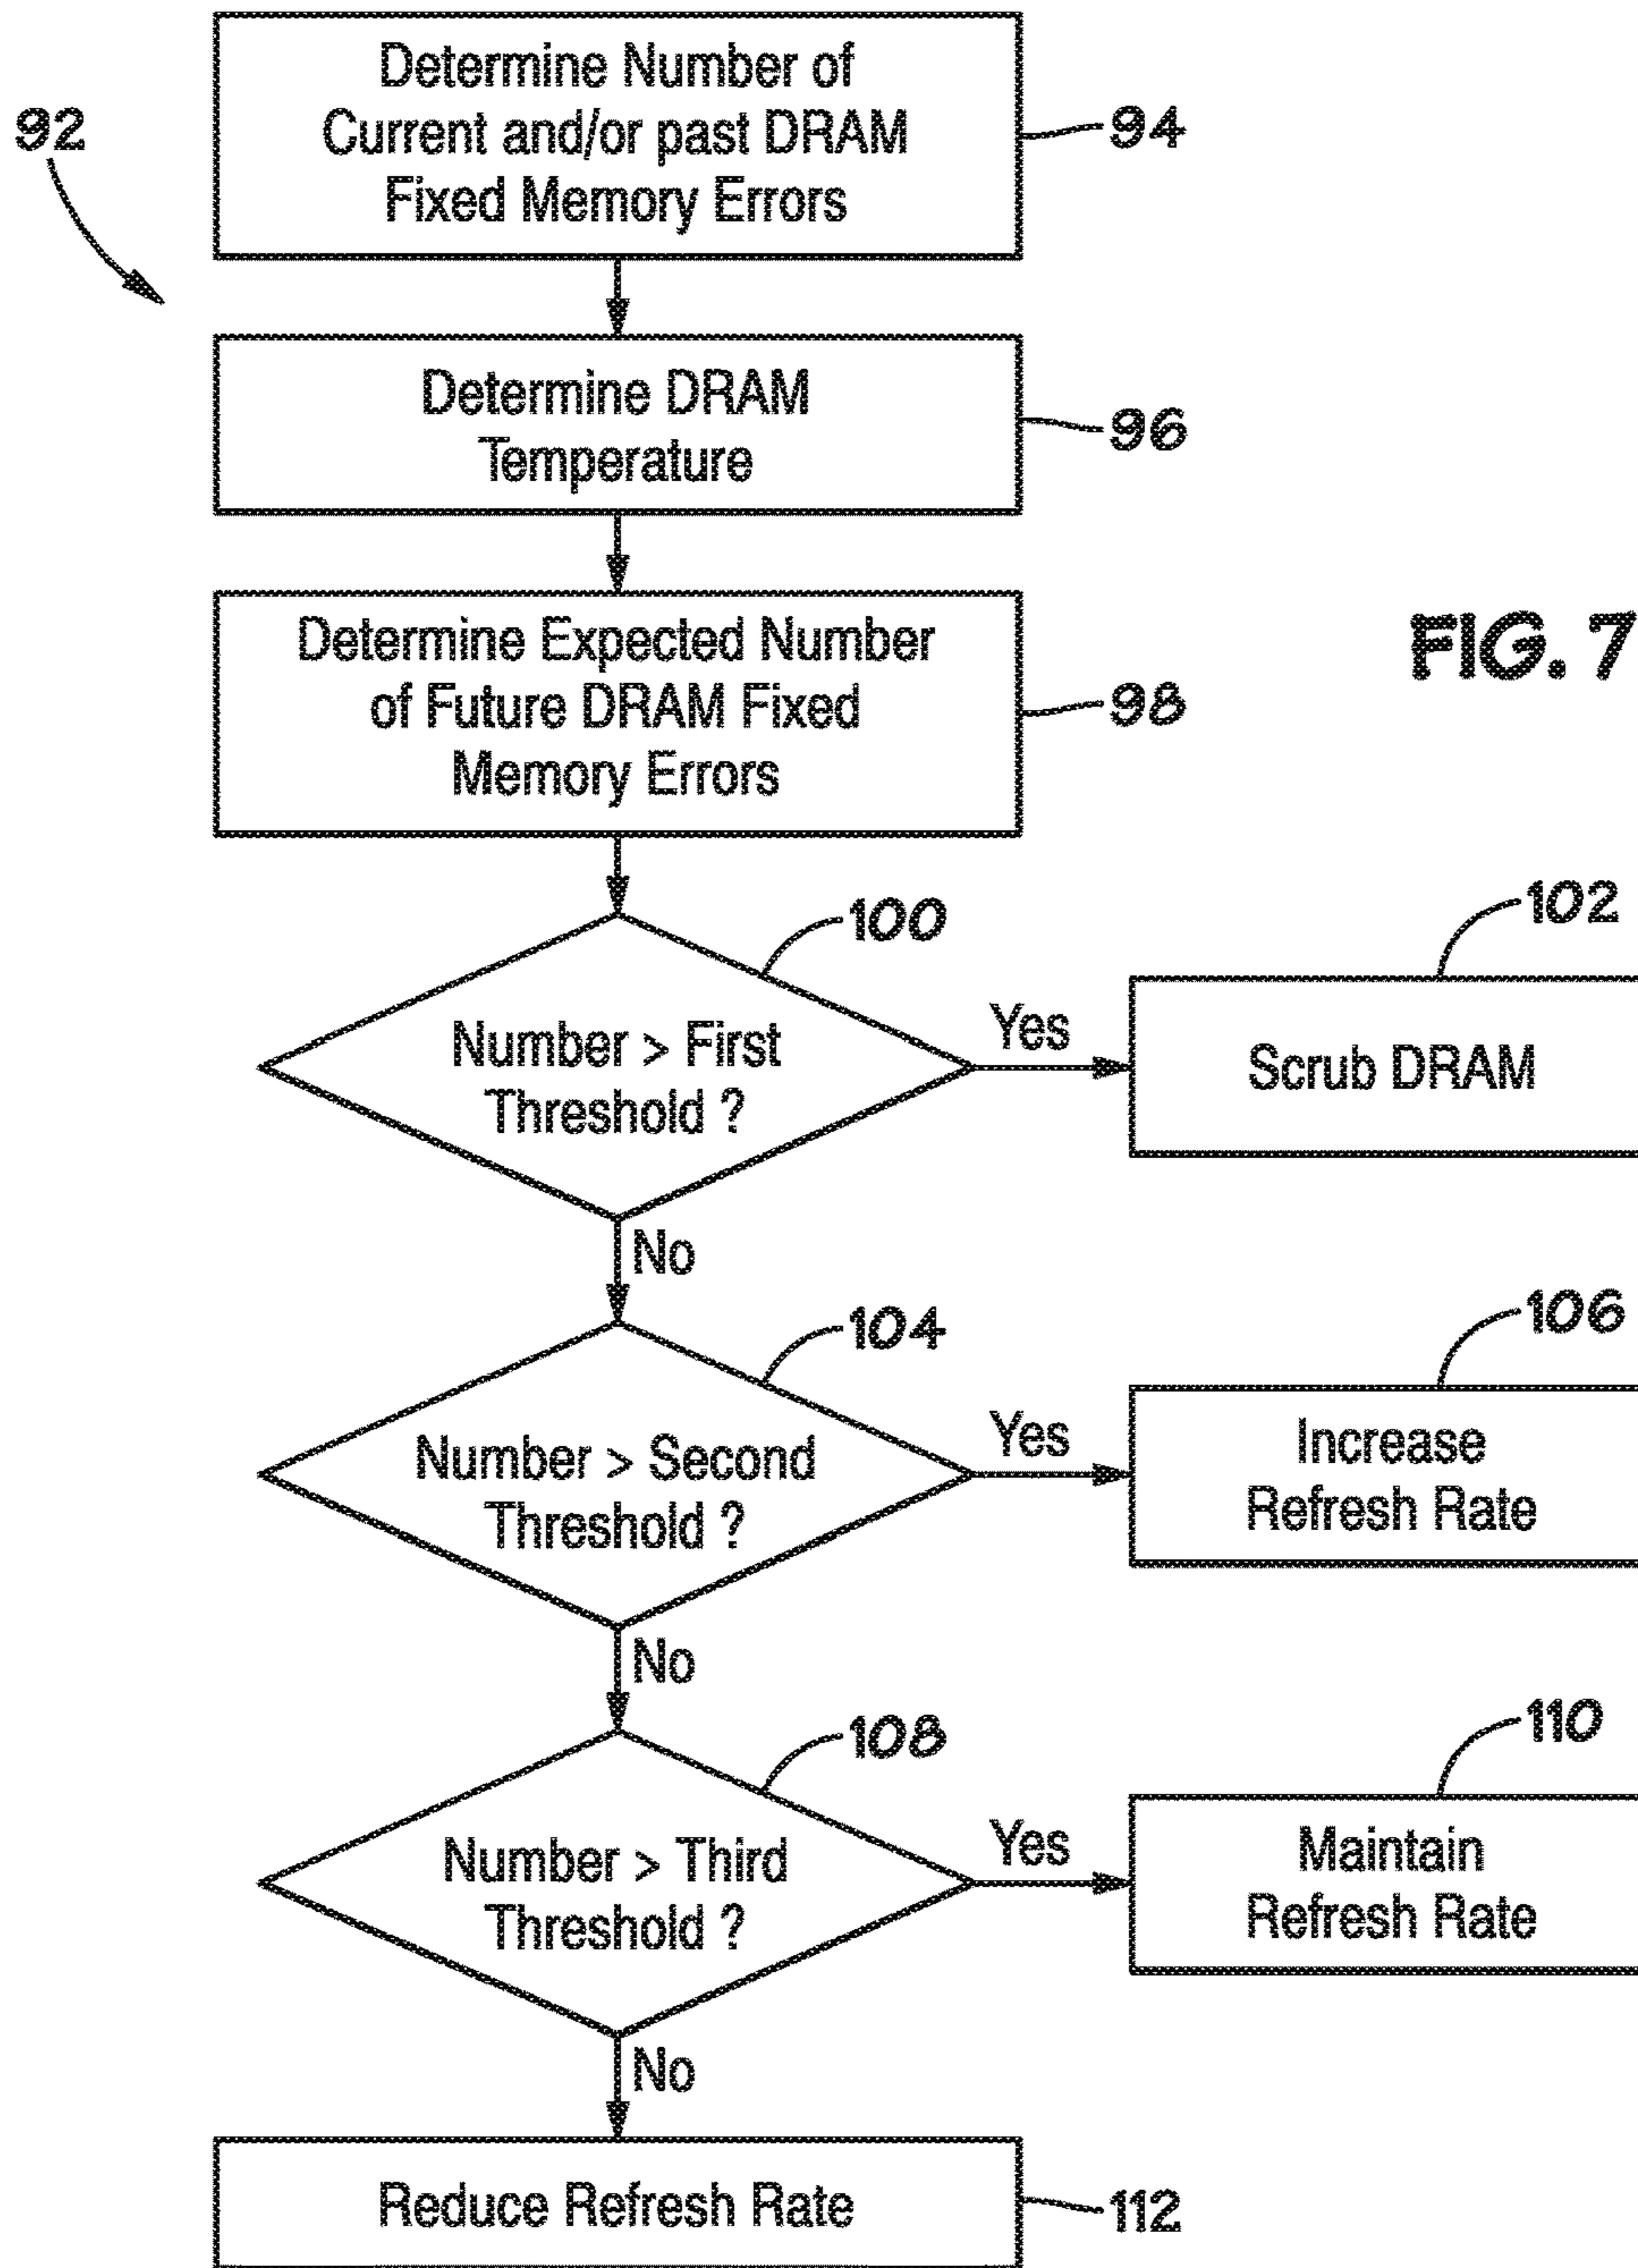 Determine Number of
Current and/or past DRAM
Fixed Memory Errors
92
94
Determine DRAM
Temperature
96
Determine Expected Number
of Future DRAM Fixed
Memory Errors
98
FIG. 7
100
102
Number > First
Threshold ?
Yes
Scrub DRAM
No
104
106
Number > Second
Threshold ?
Yes
Increase
Refresh Rate
No
108
110
Number > Third
Threshold ?
Yes
Maintain
Refresh Rate
No
Reduce Refresh Rate
112